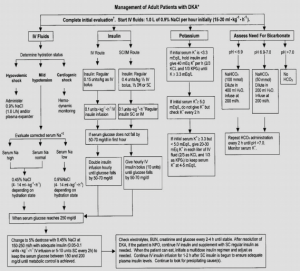 Management of Adult Patients with DKA*
Complete initial evaluation†. Start IV fluids: 1.0 L of 0.9% NaCl per hour initially (15-20 ml·kg⁻¹·h⁻¹).
IV Fluids
Insulin
Potassium
Assess Need For Bicarbonate
Determine hydration status
IV Route
SC/IM Route
Hypovolemic
shock
Mild
hypotension
Cardiogenic
shock
Administer
0.9% NaCl
(1.0 L/h) and/or
plasma expander
Hemo-
dynamic
monitoring
Insulin:
Regular
0.15 units/kg as IV
bolus
Insulin: Regular
0.4 units/kg ½ IV
bolus, ½ IM or SC
0.1 units·kg⁻¹·h⁻¹ IV
insulin infusion
0.1 units·kg⁻¹·h⁻¹ Regular
insulin SC or IM
Evaluate corrected serum Na
Serum Na
high
Serum Na
normal
Serum Na
low
If serum glucose does not fall by
50-70 mg/dl in first hour
Double insulin
infusion hourly
until glucose falls
by 50-70 mg/dl
Give hourly IV
insulin bolus
(10 units)
until glucose falls
by 50-70 mg/dl
0.45% NaCl
(4-14 ml·kg⁻¹·h⁻¹)
depending on
hydration state
0.9% NaCl
(4-14 ml·kg⁻¹·h⁻¹)
depending on
hydration state
When serum glucose reaches 250 mg/dl
Change to 5% dextrose with 0.45% NaCl at
150-250 ml/h with adequate insulin (0.05-0.1
units·kg⁻¹·h⁻¹ IV infusion or 5-10 units SC every 2h) to
keep the serum glucose between 150 and 200
mg/dl until metabolic control is achieved.
If initial serum K⁺ is <3.3
mEq/L, hold insulin and
give 40 mEq K⁺ per h (2/3
KCl and 1/3 KPO₄) until
K ≥ 3.3 mEq/L
If initial serum K⁺ ≥ 5.0
mEq/L, do not give K⁺ but
check K⁺ every 2 h
If initial serum K⁺ ≥ 3.3 but
< 5.0 mEq/L, give 20-30
mEq K⁺ in each liter of IV
fluid (2/3 as KCl and 1/3
as KPO₄) to keep serum
K⁺ at 4-5 mEq/L
pH < 6.9
pH 6.9-7.0
pH > 7.0
NaHCO₃
(100 mmol)
Dilute in
400 ml H₂O.
Infuse at
200 ml/h
NaHCO₃
(50 mmol)
Dilute in
200 ml H₂O.
Infuse at
200 ml/h
No
HCO₃
Repeat HCO₃ administration
every 2 h until pH > 7.0.
Monitor serum K⁺.
Check electrolytes, BUN, creatinine and glucose every 2-4 h until stable. After resolution of
DKA, if the patient is NPO, continue IV insulin and supplement with SC regular insulin as
needed. When the patient can eat, initiate a multidose insulin regimen and adjust as
needed. Continue IV insulin infusion for 1-2 h after SC insulin is begun to ensure adequate
plasma insulin levels. Continue to look for precipitating cause(s)